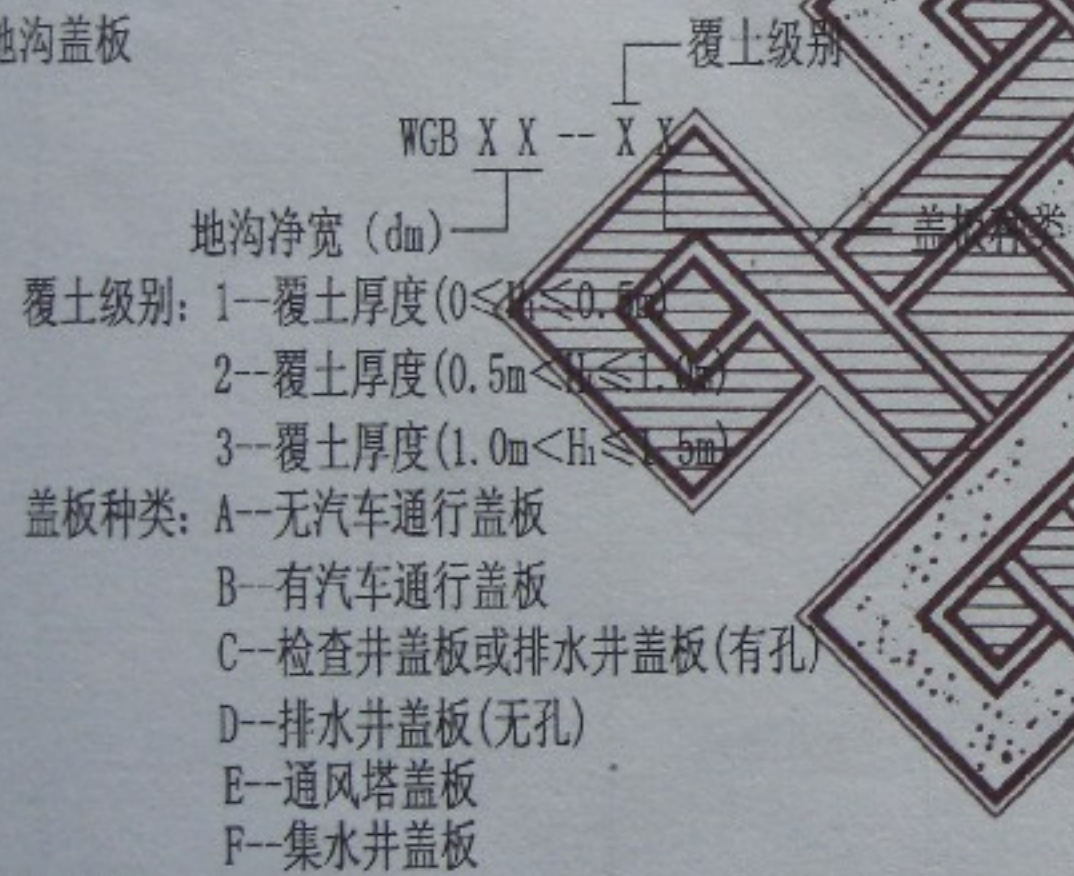 地沟盖板
覆土级别
WGB X X -- X X
地沟净宽 (dm)
盖板种类
覆土级别: 1--覆土厚度(0≤H₁≤0.5m)
2--覆土厚度(0.5m<H₁≤1.0m)
3--覆土厚度(1.0m<H₁≤1.5m)
盖板种类: A--无汽车通行盖板
B--有汽车通行盖板
C--检查井盖板或排水井盖板(有孔)
D--排水井盖板(无孔)
E--通风塔盖板
F--集水井盖板